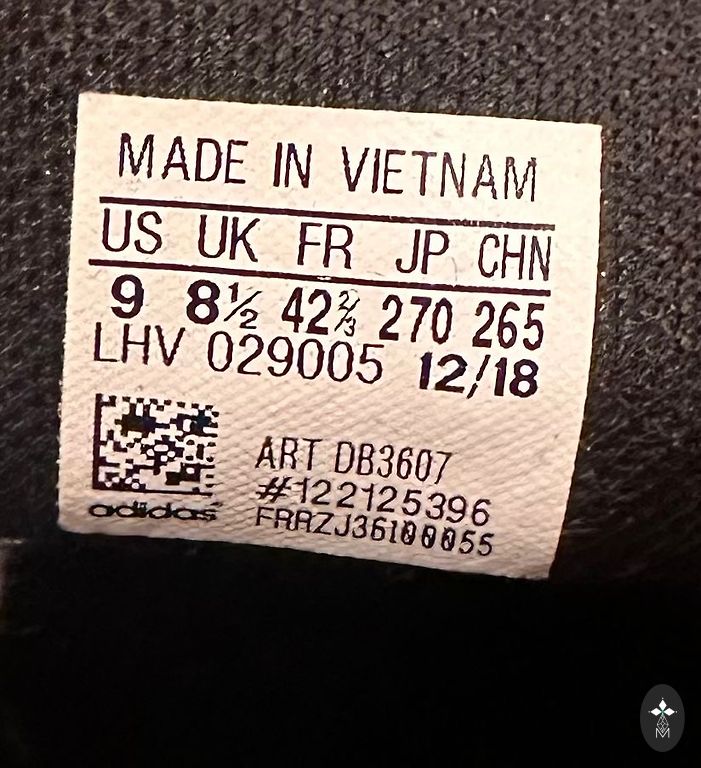 MADE IN VIETNAM
US UK FR JP CHN
9 8½ 42⅔ 270 265
LHV 029005 12/18
ART DB3607
#122125396
adidas FRAZJ36100055
M